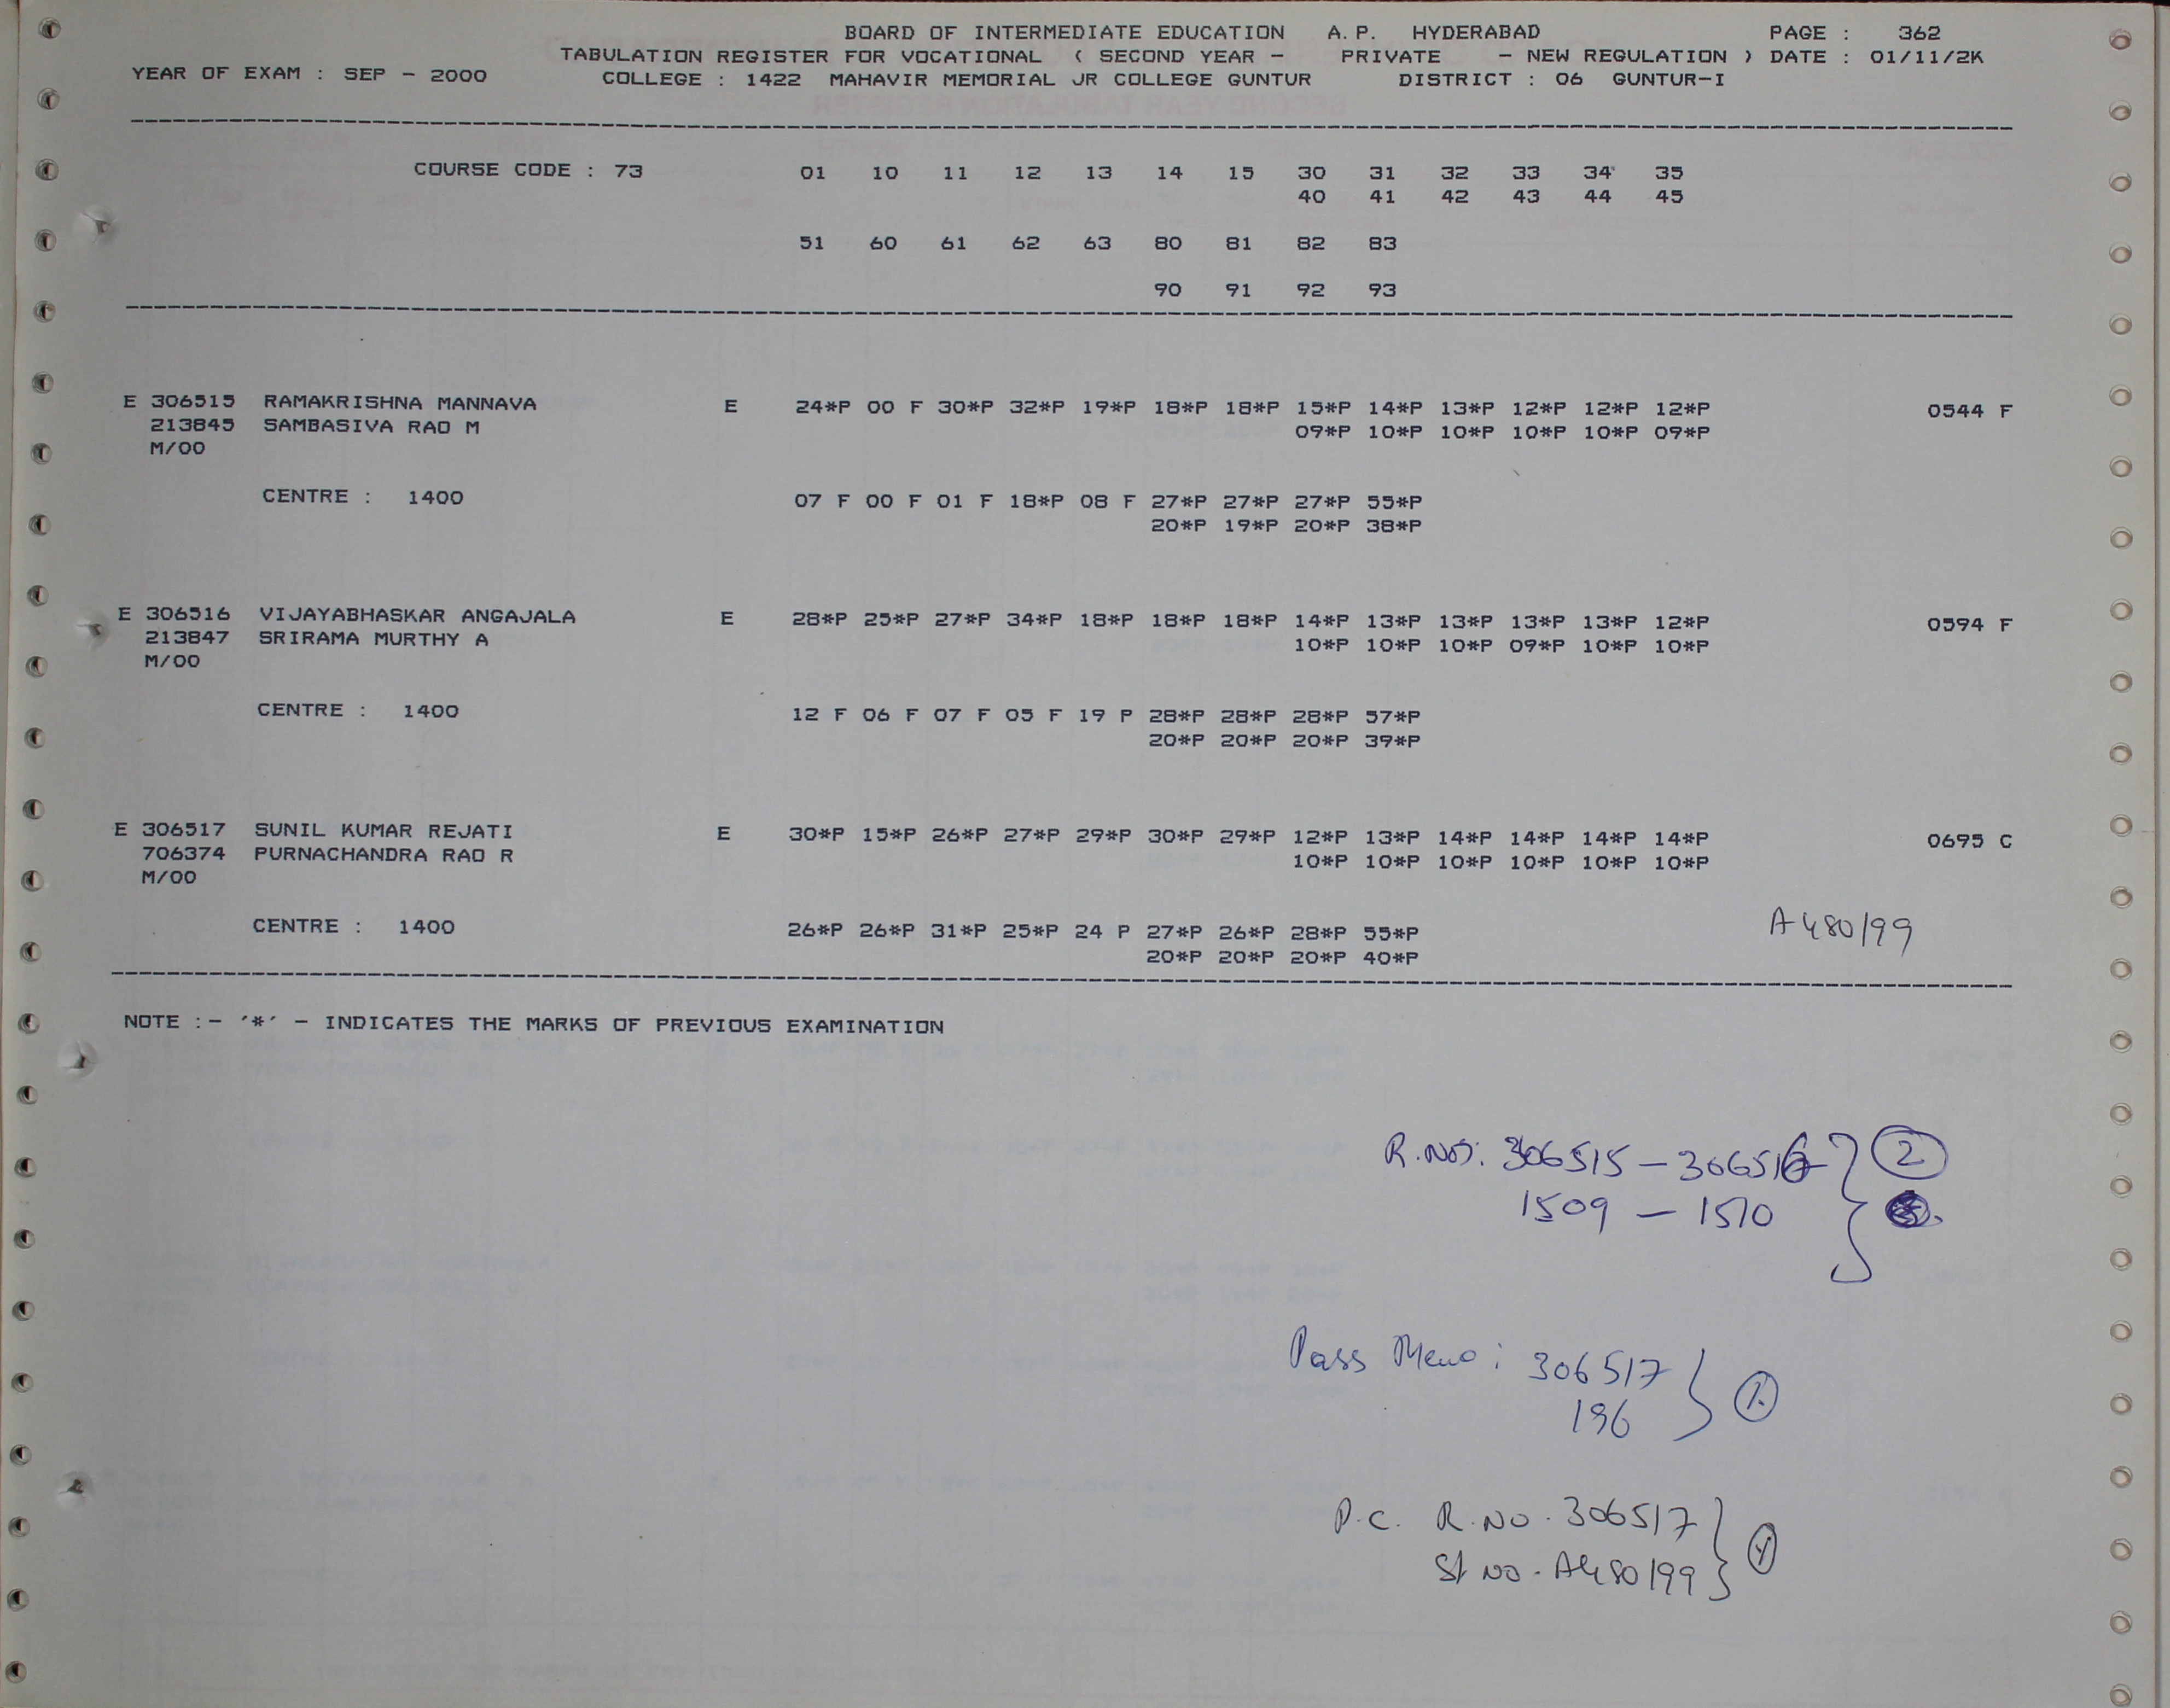 BOARD OF INTERMEDIATE EDUCATION A.P. HYDERABAD PAGE : 362
TABULATION REGISTER FOR VOCATIONAL ( SECOND YEAR - PRIVATE - NEW REGULATION ) DATE : 01/11/2K
YEAR OF EXAM : SEP - 2000 COLLEGE : 1422 MAHAVIR MEMORIAL JR COLLEGE GUNTUR DISTRICT : 06 GUNTUR-I
COURSE CODE : 73 01 10 11 12 13 14 15 30 31 32 33 34 35
40 41 42 43 44 45
51 60 61 62 63 80 81 82 83
90 91 92 93
E 306515 RAMAKRISHNA MANNAVA E 24*P 00 F 30*P 32*P 19*P 18*P 18*P 15*P 14*P 13*P 12*P 12*P 12*P 0544 F
213845 SAMBASIVA RAO M 09*P 10*P 10*P 10*P 10*P 09*P
M/00
CENTRE : 1400 07 F 00 F 01 F 18*P 08 F 27*P 27*P 27*P 55*P
20*P 19*P 20*P 38*P
E 306516 VIJAYABHASKAR ANGAJALA E 28*P 25*P 27*P 34*P 18*P 18*P 18*P 14*P 13*P 13*P 13*P 13*P 12*P 0594 F
213847 SRIRAMA MURTHY A 10*P 10*P 10*P 09*P 10*P 10*P
M/00
CENTRE : 1400 12 F 06 F 07 F 05 F 19 P 28*P 28*P 28*P 57*P
20*P 20*P 20*P 39*P
E 306517 SUNIL KUMAR REJATI E 30*P 15*P 26*P 27*P 29*P 30*P 29*P 12*P 13*P 14*P 14*P 14*P 14*P 0695 C
706374 PURNACHANDRA RAO R 10*P 10*P 10*P 10*P 10*P 10*P
M/00
CENTRE : 1400 26*P 26*P 31*P 25*P 24 P 27*P 26*P 28*P 55*P A480199
20*P 20*P 20*P 40*P
NOTE :- '*' - INDICATES THE MARKS OF PREVIOUS EXAMINATION
R.Nos: 306515 - 306516 } 2
1509 - 1510
Pass Memo : 306517 } 1
196
P.C. R.No. 306517 } 1
Sl. No. A480199